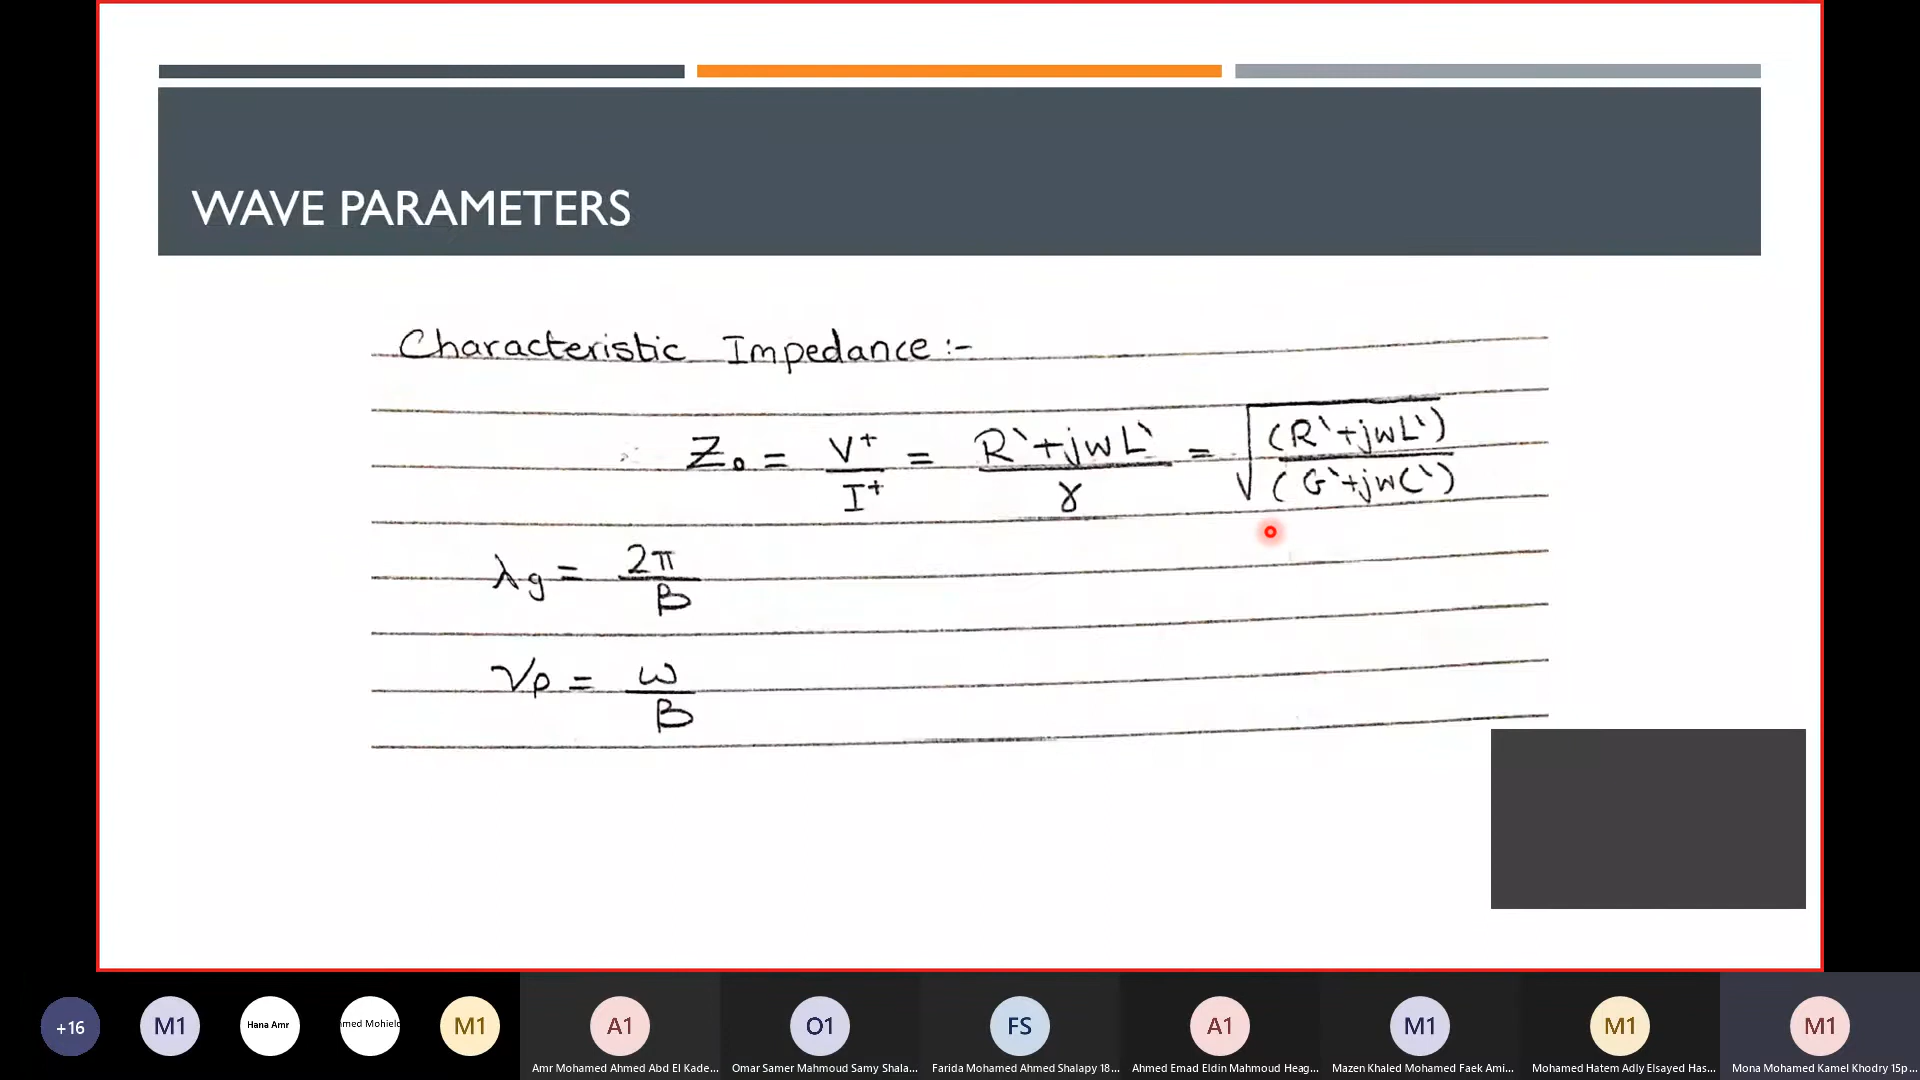 WAVE PARAMETERS
Characteristic Impedance :-
Z₀ = V⁺/I⁺ = R`+jwL`/γ = √((R`+jwL`)/(G`+jwC`))
λg = 2π/β
Vp = ω/β
+16
M1
Hana Amr
M1
A1
O1
FS
A1
M1
M1
M1
Amr Mohamed Ahmed Abd El Kade...
Omar Samer Mahmoud Samy Shala...
Farida Mohamed Ahmed Shalapy 18...
Ahmed Emad Eldin Mahmoud Heag...
Mazen Khaled Mohamed Faek Ami...
Mohamed Hatem Adly Elsayed Has...
Mona Mohamed Kamel Khodry 15p...